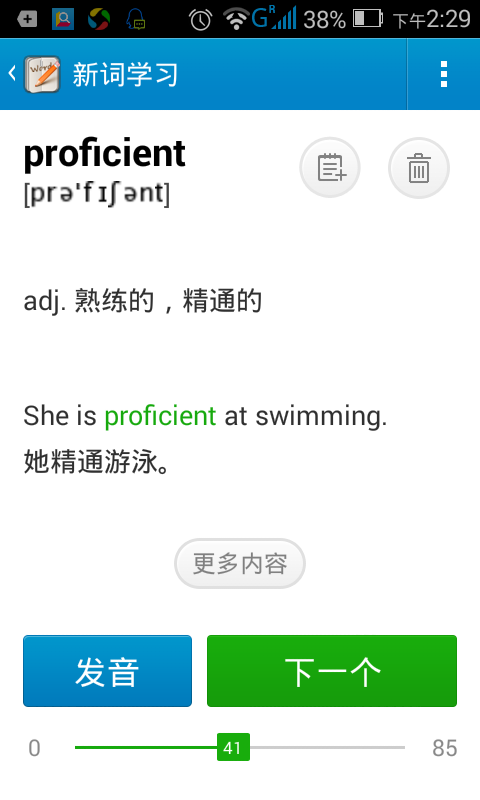 G R 38% 下午2:29
Words 新词学习
proficient
[prə'fɪʃənt]
adj. 熟练的，精通的
She is proficient at swimming.
她精通游泳。
更多内容
发音 下一个
0 41 85